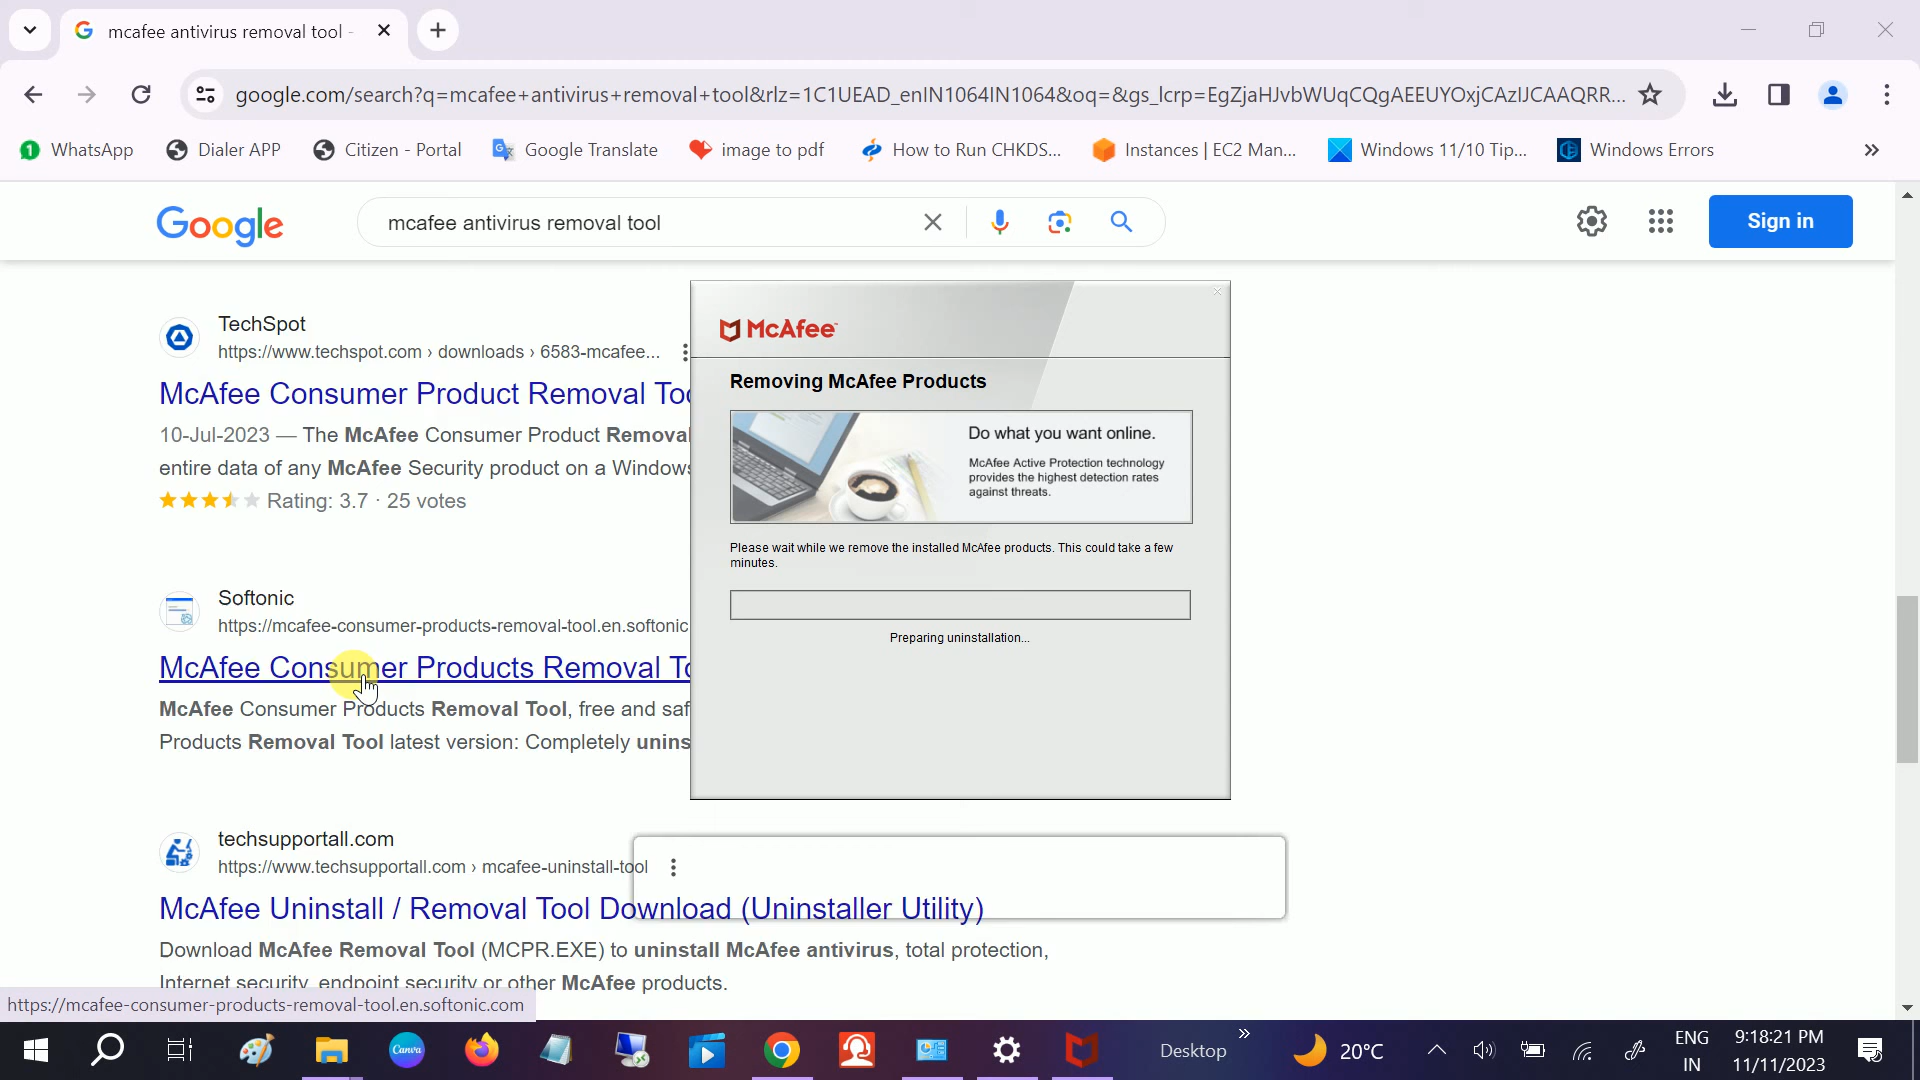 mcafee antivirus removal tool -
google.com/search?q=mcafee+antivirus+removal+tool&rlz=1C1UEAD_enIN1064IN1064&oq=&gs_lcrp=EgZjaHJvbWUqCQgAEEUYOxjCAzIJCAAQRR...
1 WhatsApp Dialer APP Citizen - Portal Google Translate image to pdf How to Run CHKDS... Instances | EC2 Man... Windows 11/10 Tip... Windows Errors »
Google mcafee antivirus removal tool Sign in
TechSpot
https://www.techspot.com › downloads › 6583-mcafee...
McAfee Consumer Product Removal Too
10-Jul-2023 — The McAfee Consumer Product Removal
entire data of any McAfee Security product on a Windows
Rating: 3.7 · 25 votes
McAfee
Removing McAfee Products
Do what you want online.
McAfee Active Protection technology
provides the highest detection rates
against threats.
Please wait while we remove the installed McAfee products. This could take a few
minutes.
Preparing uninstallation...
Softonic
https://mcafee-consumer-products-removal-tool.en.softonic
McAfee Consumer Products Removal To
McAfee Consumer Products Removal Tool, free and saf
Products Removal Tool latest version: Completely unins
techsupportall.com
https://www.techsupportall.com › mcafee-uninstall-tool
McAfee Uninstall / Removal Tool Download (Uninstaller Utility)
Download McAfee Removal Tool (MCPR.EXE) to uninstall McAfee antivirus, total protection,
Internet security, endpoint security or other McAfee products.
https://mcafee-consumer-products-removal-tool.en.softonic.com
Canva Desktop » 20°C ENG 9:18:21 PM
IN 11/11/2023